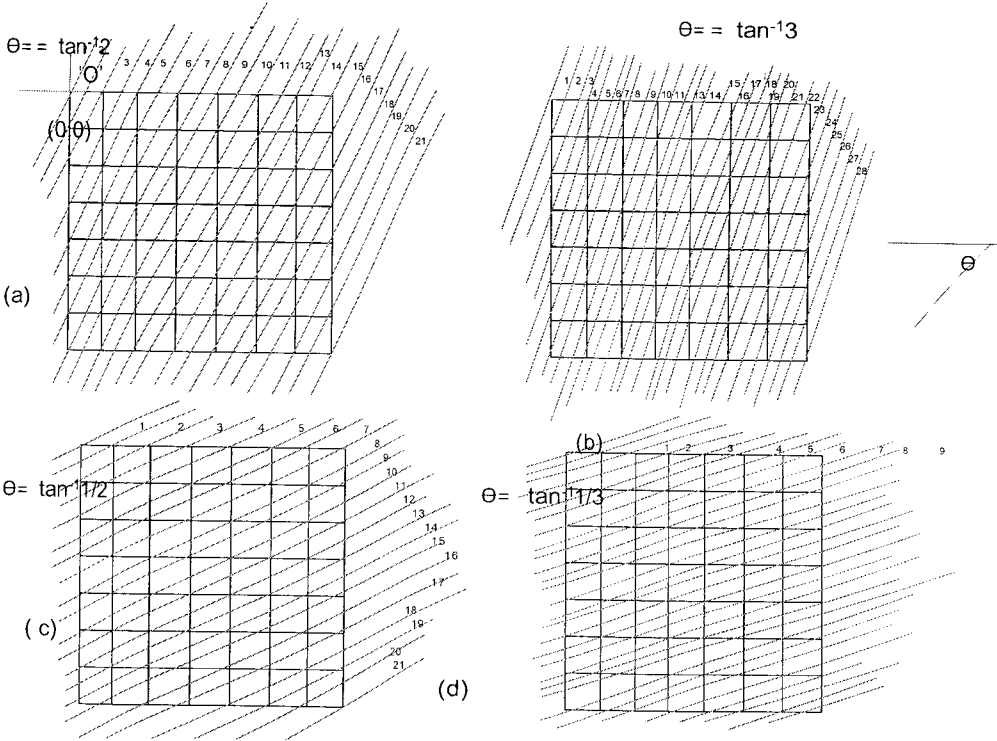 Ɵ= = tan⁻¹2
'O'
(0 0)
3 4 5 6 7 8 9 10 11 12 13 14 15
16
17
18
19
20
21
(a)
Ɵ= = tan⁻¹3
1 2 3
4 5 6 7 8 9 10 11 13 14 15 16 17 18 19 20 21 22
23
24
25
26
27
28
Ɵ
(b)
1 2 3 4 5 6 7
8
9
10
11
12
13
14
15
16
17
18
19
20
21
Ɵ= tan⁻¹1/2
( c)
1 2 3 4 5 6 7 8 9
Ɵ= tan⁻¹1/3
(d)